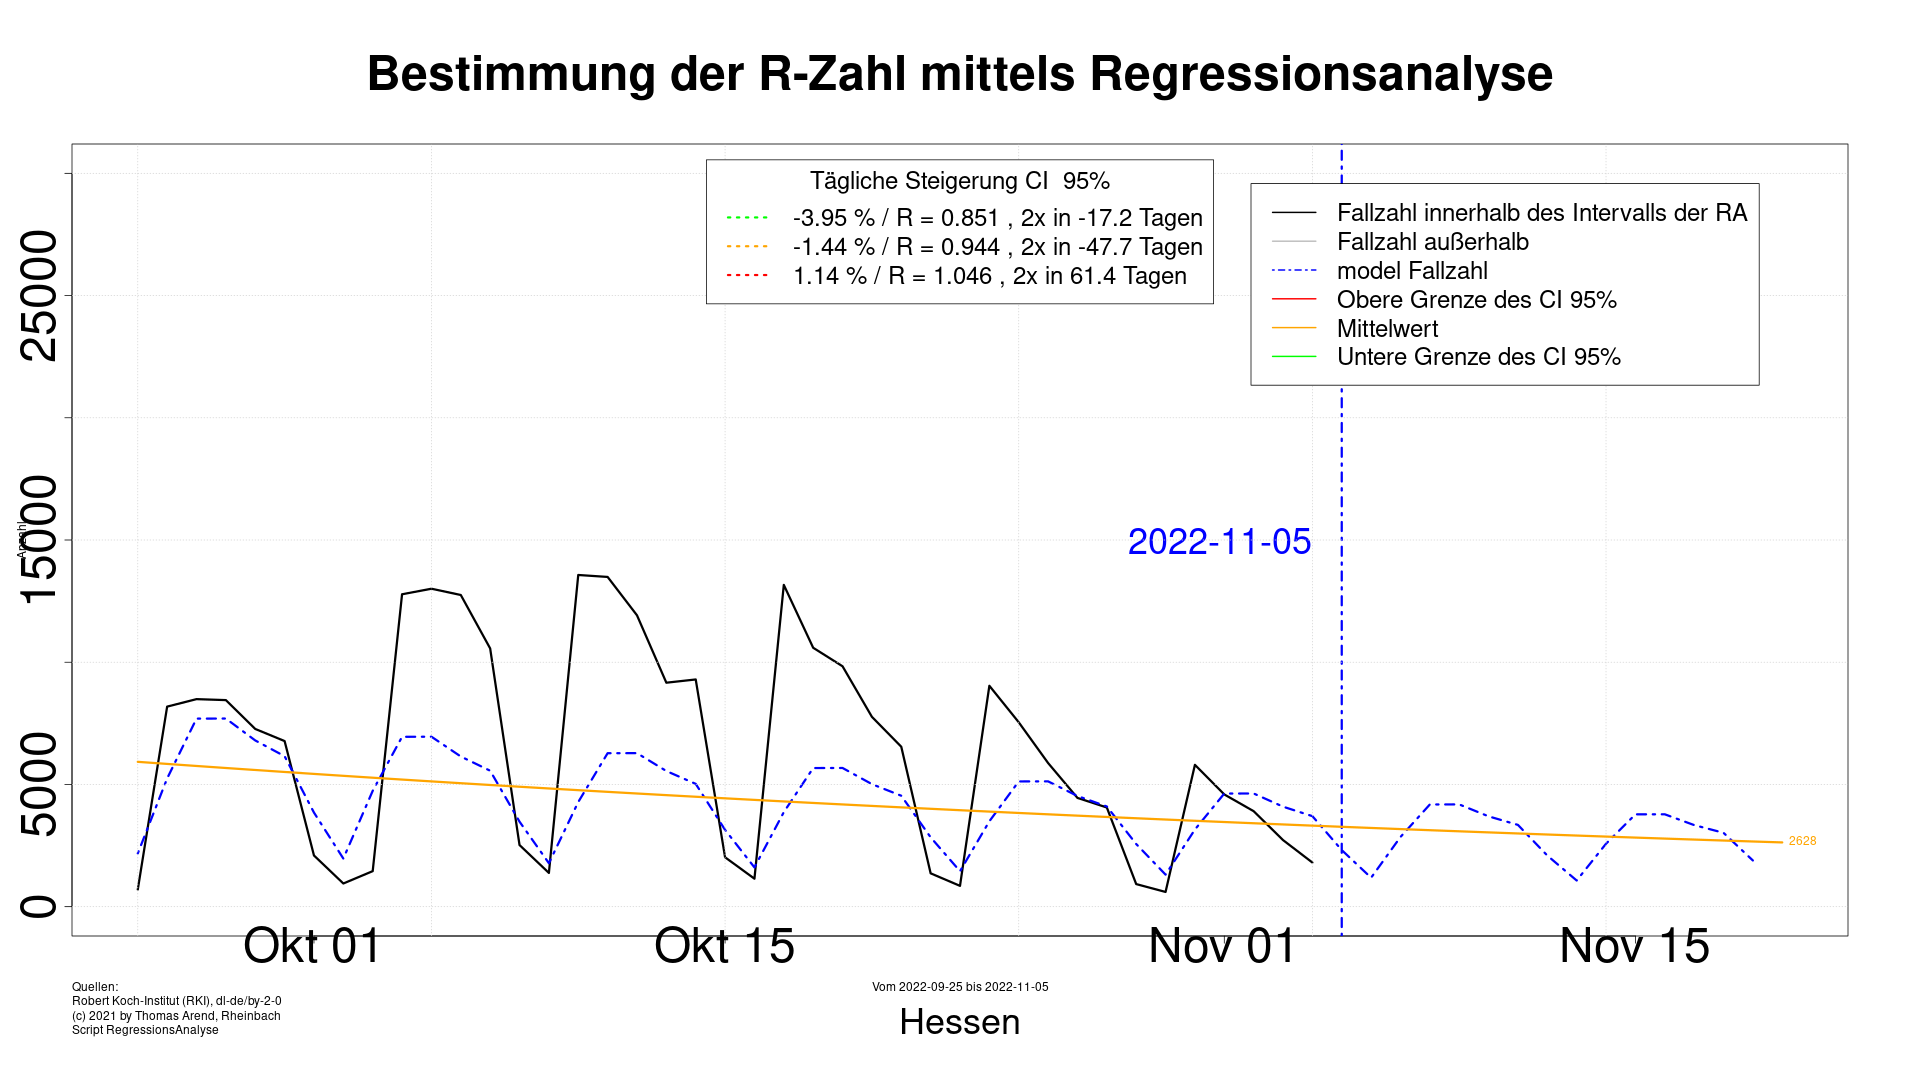 Bestimmung der R-Zahl mittels Regressionsanalyse
Tägliche Steigerung CI  95%
-3.95 % / R = 0.851 , 2x in -17.2 Tagen
-1.44 % / R = 0.944 , 2x in -47.7 Tagen
1.14 % / R = 1.046 , 2x in 61.4 Tagen
Fallzahl innerhalb des Intervalls der RA
Fallzahl außerhalb
model Fallzahl
Obere Grenze des CI 95%
Mittelwert
Untere Grenze des CI 95%
25000
15000
5000
0
Anzahl
2022-11-05
2628
Okt 01
Okt 15
Nov 01
Nov 15
Quellen:
Robert Koch-Institut (RKI), dl-de/by-2-0
(c) 2021 by Thomas Arend, Rheinbach
Script RegressionsAnalyse
Vom 2022-09-25 bis 2022-11-05
Hessen